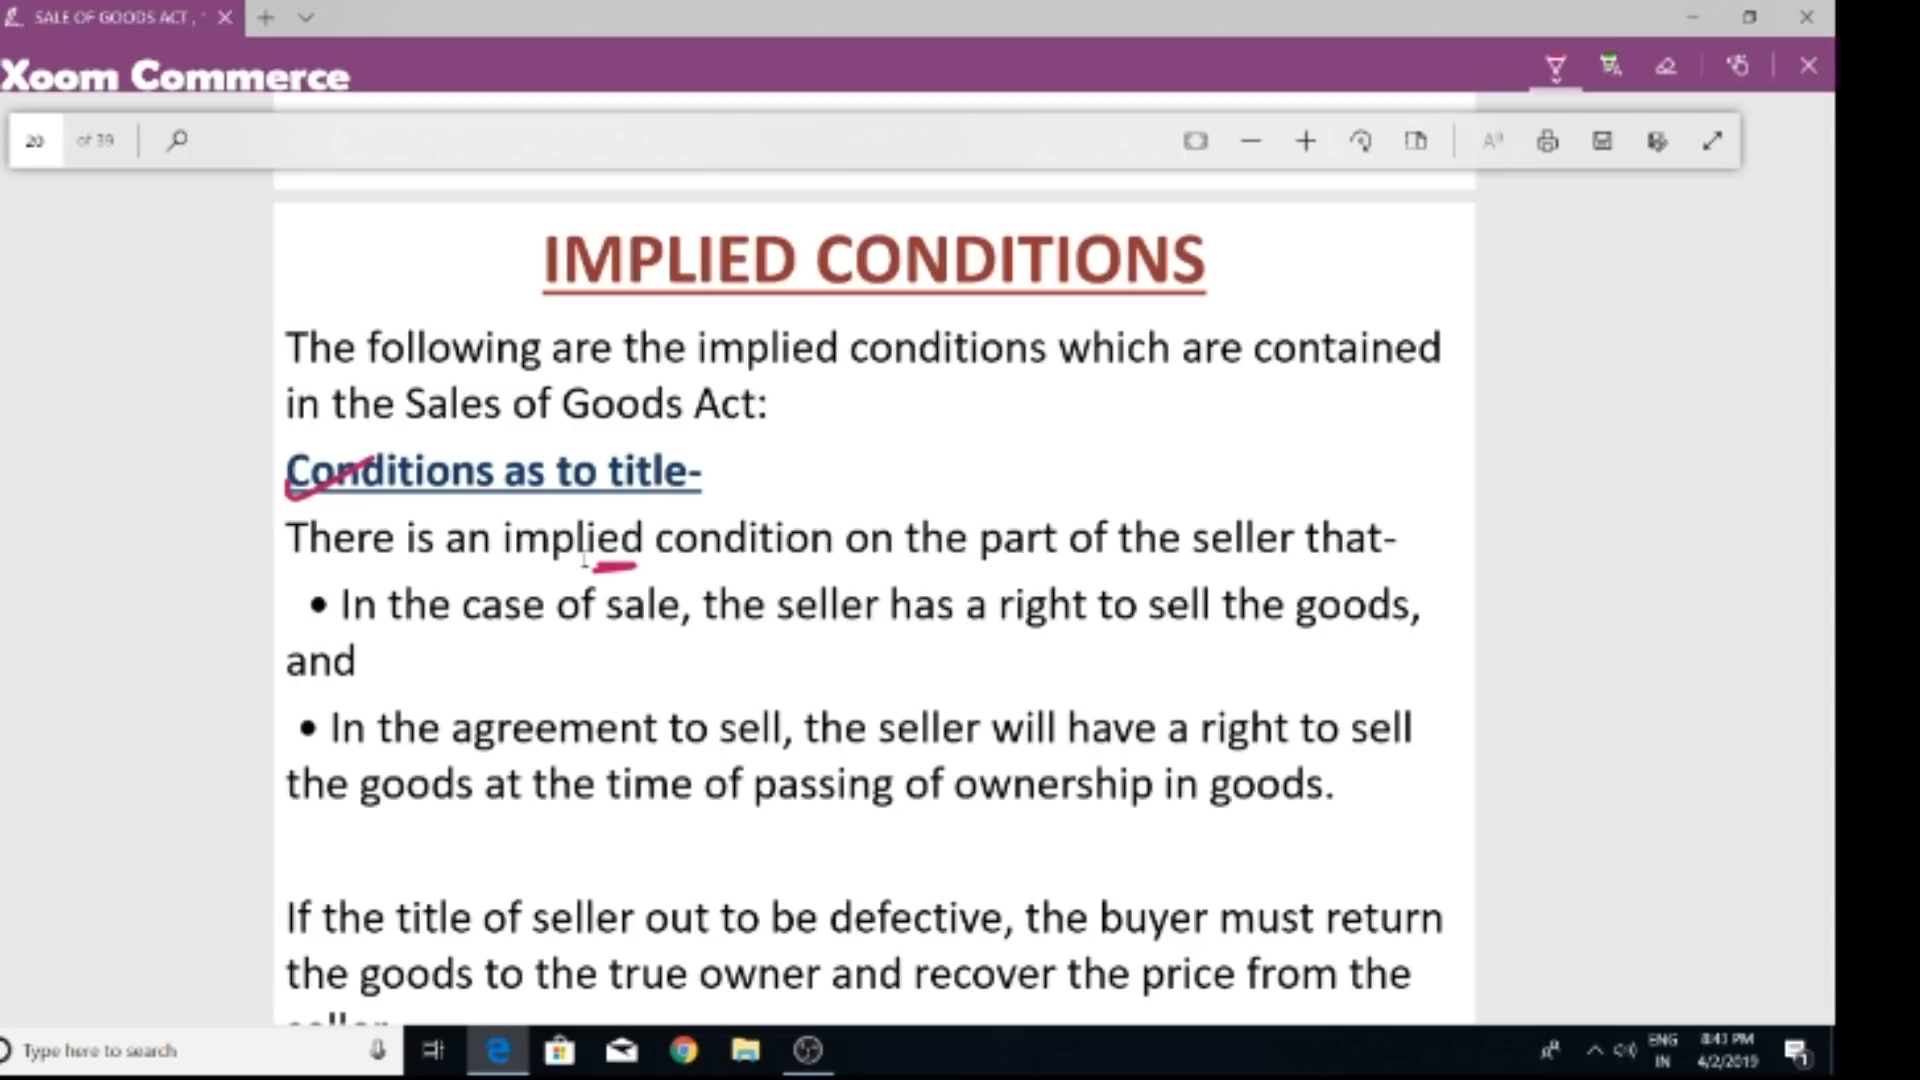 SALE OF GOODS ACT ,
Xoom Commerce
20 of 39
IMPLIED CONDITIONS
The following are the implied conditions which are contained
in the Sales of Goods Act:
Conditions as to title-
There is an implied condition on the part of the seller that-
• In the case of sale, the seller has a right to sell the goods,
and
• In the agreement to sell, the seller will have a right to sell
the goods at the time of passing of ownership in goods.
If the title of seller out to be defective, the buyer must return
the goods to the true owner and recover the price from the
Type here to search
ENG
IN
8:41 PM
4/2/2019